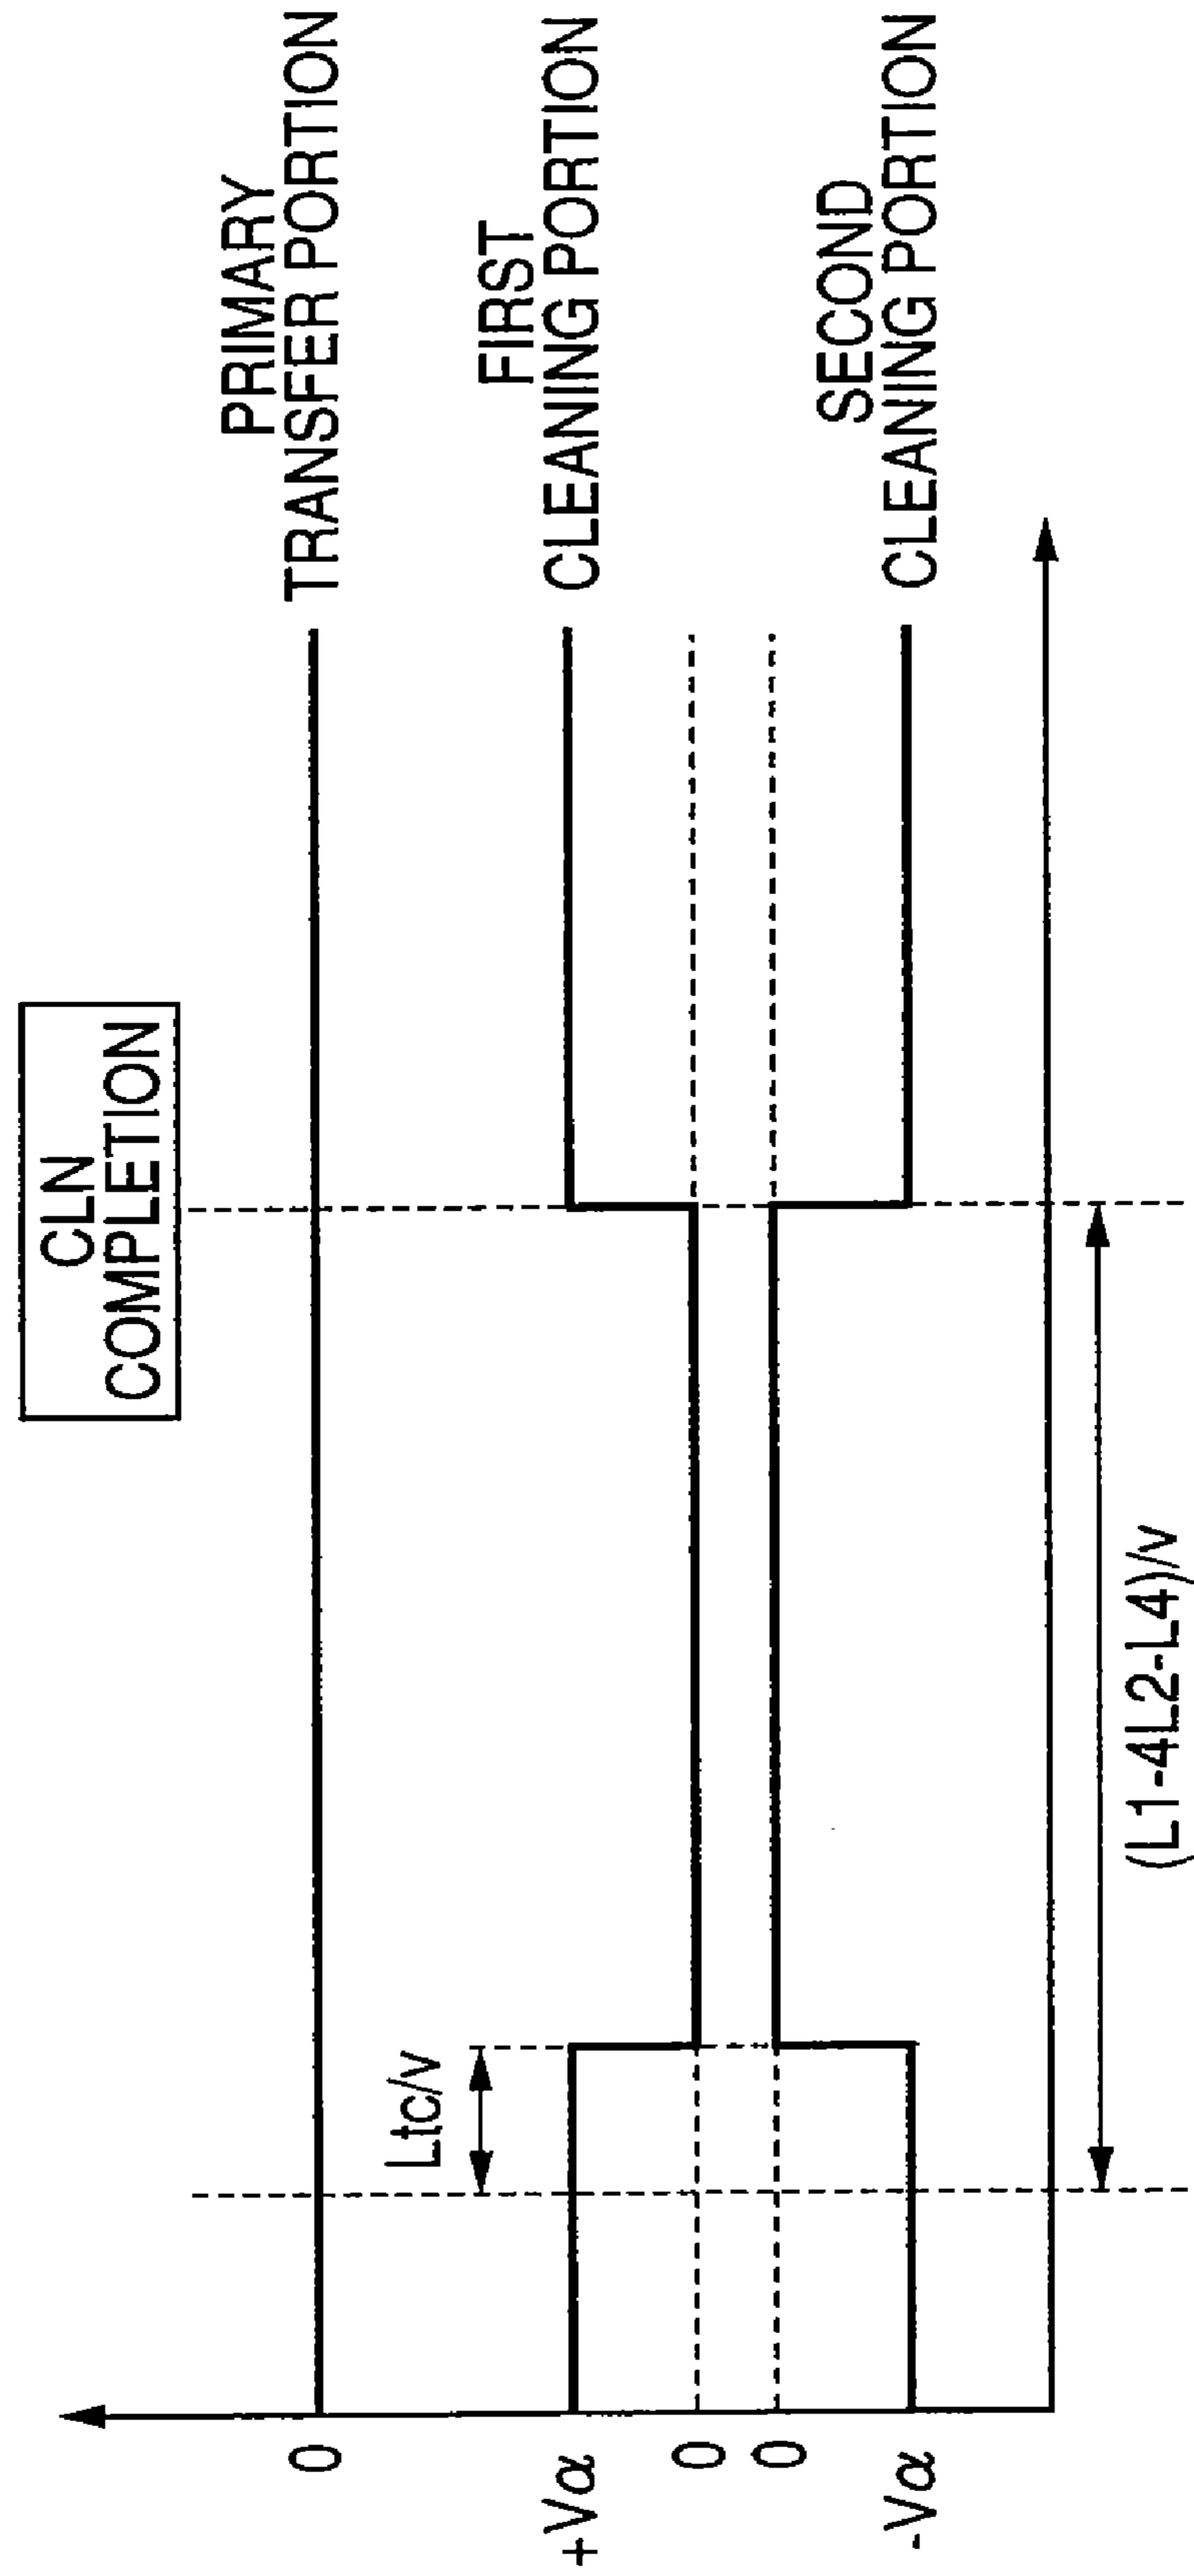 CLN
COMPLETION
0
PRIMARY
TRANSFER PORTION
Ltc/v
+Vα
FIRST
CLEANING PORTION
0
0
-Vα
SECOND
CLEANING PORTION
(L1-4L2-L4)/v